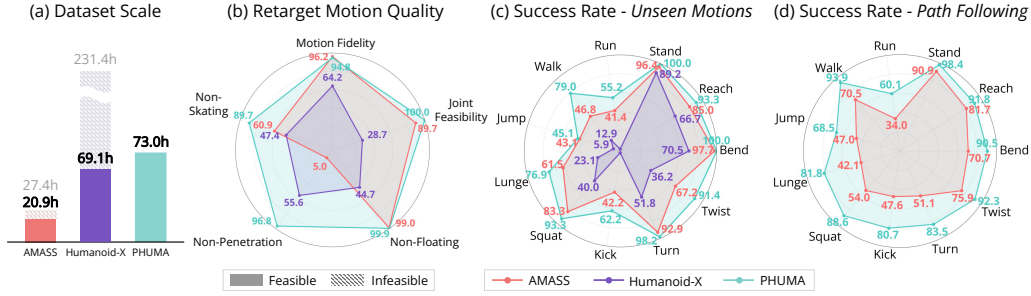 (a) Dataset Scale
231.4h
69.1h
73.0h
27.4h
20.9h
AMASS Humanoid-X PHUMA
(b) Retarget Motion Quality
Motion Fidelity
96.2
94.8
64.2
Non-
Skating
89.7
60.9
47.4
100.0
Joint
Feasibility
89.7
28.7
5.0
55.6
44.7
96.8
Non-Penetration
99.0
99.9
Non-Floating
Feasible Infeasible
(c) Success Rate - Unseen Motions
Run
Stand
96.4
100.0
89.2
Walk
79.0
55.2
Reach
93.3
85.0
66.7
46.8
41.4
Jump
45.1
43.1
12.9
5.9
100.0
97.7
70.5
Bend
61.5
76.9
23.1
Lunge
40.0
36.2
67.2
91.4
Twist
51.8
83.3
93.3
Squat
42.2
62.2
Kick
92.9
98.2
Turn
AMASS Humanoid-X PHUMA
(d) Success Rate - Path Following
Run
Stand
98.4
90.9
Walk
93.9
70.5
60.1
Reach
91.8
81.7
34.0
Jump
68.5
47.0
90.5
70.7
Bend
42.1
81.8
Lunge
54.0
47.6
51.1
75.9
92.3
Twist
88.6
Squat
80.7
Kick
83.5
Turn